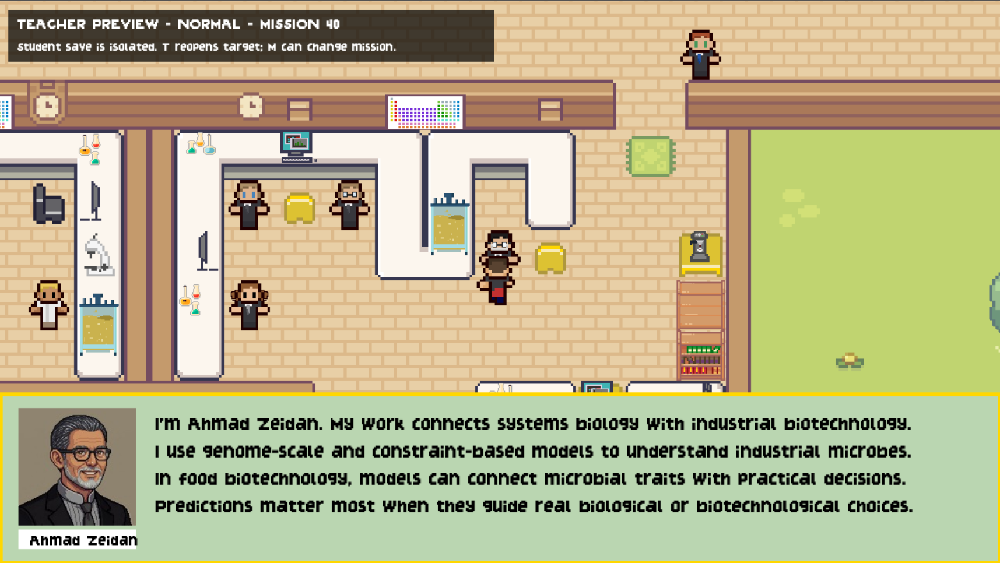 TEACHER PREVIEW - NORMAL - MISSION 40
Student save is isolated. T reopens target; M can change mission.
I'm Ahmad Zeidan. My work connects systems biology with industrial biotechnology.
I use genome-scale and constraint-based models to understand industrial microbes.
In food biotechnology, models can connect microbial traits with practical decisions.
Predictions matter most when they guide real biological or biotechnological choices.
Ahmad Zeidan